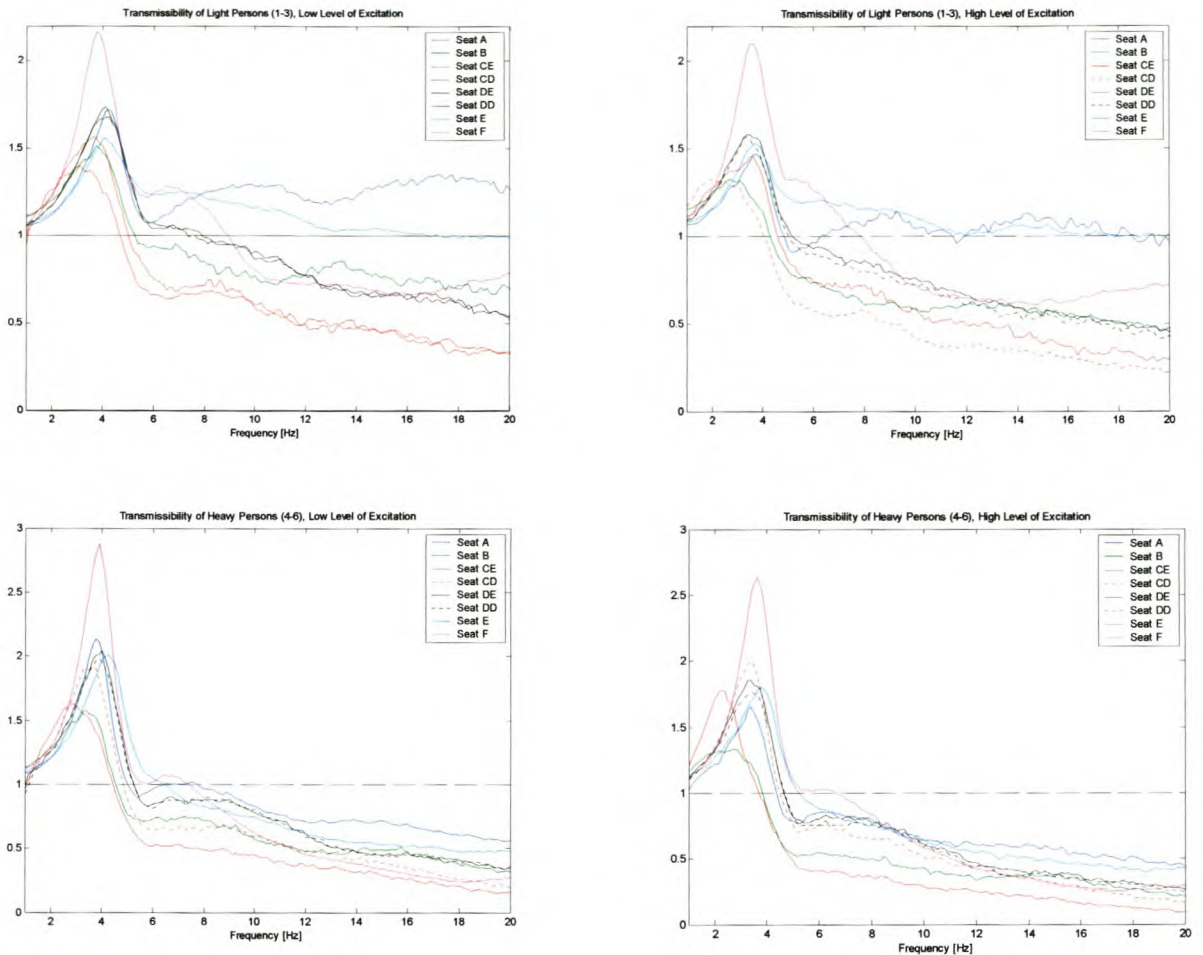 Transmissibility of Light Persons (1-3), Low Level of Excitation
Seat A
Seat B
Seat CE
Seat CD
Seat DE
Seat DD
Seat E
Seat F
2
1.5
1
0.5
0
2 4 6 8 10 12 14 16 18 20
Frequency [Hz]
Transmissibility of Light Persons (1-3), High Level of Excitation
Seat A
Seat B
Seat CE
Seat CD
Seat DE
Seat DD
Seat E
Seat F
2
1.5
1
0.5
0
2 4 6 8 10 12 14 16 18 20
Frequency [Hz]
Transmissibility of Heavy Persons (4-6), Low Level of Excitation
Seat A
Seat B
Seat CE
Seat CD
Seat DE
Seat DD
Seat E
Seat F
3
2.5
2
1.5
1
0.5
0
2 4 6 8 10 12 14 16 18 20
Frequency [Hz]
Transmissibility of Heavy Persons (4-6), High Level of Excitation
Seat A
Seat B
Seat CE
Seat CD
Seat DE
Seat DD
Seat E
Seat F
3
2.5
2
1.5
1
0.5
0
2 4 6 8 10 12 14 16 18 20
Frequency [Hz]